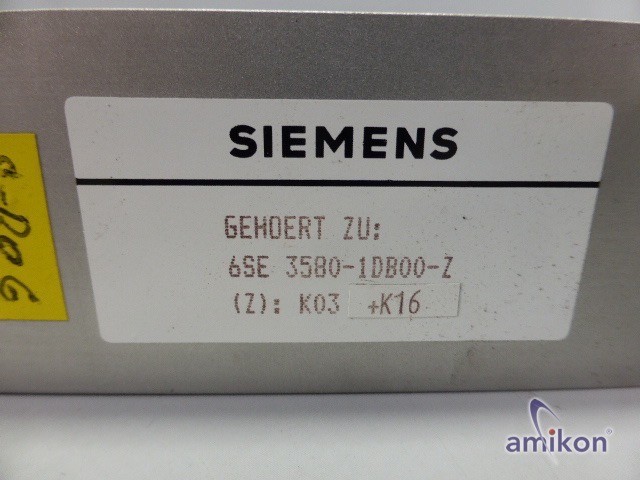 SIEMENS
GEHOERT ZU:
6SE 3580-1DB00-Z
(Z): K03 +K16
amikon